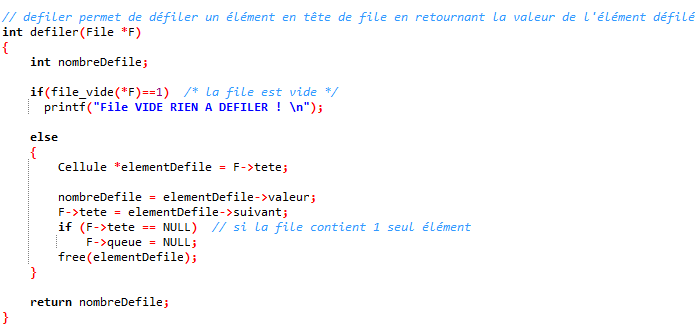 // defiler permet de défiler un élément en tête de file en retournant la valeur de l'élément défilé
int defiler(File *F)
{
int nombreDefile;
if(file_vide(*F)==1) /* la file est vide */
printf("File VIDE RIEN A DEFILER ! \n");
else
{
Cellule *elementDefile = F->tete;
nombreDefile = elementDefile->valeur;
F->tete = elementDefile->suivant;
if (F->tete == NULL) // si la file contient 1 seul élément
F->queue = NULL;
free(elementDefile);
}
return nombreDefile;
}